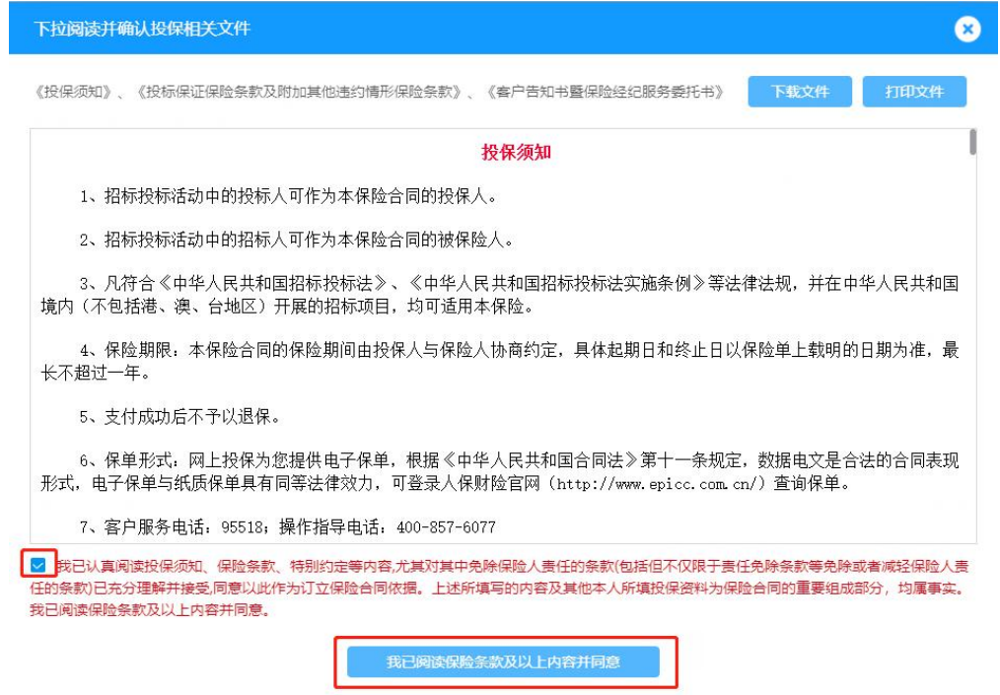 下拉阅读并确认投保相关文件
《投保须知》、《投标保证保险条款及附加其他违约情形保险条款》、《客户告知书暨保险经纪服务委托书》 下载文件 打印文件
投保须知
1、招标投标活动中的投标人可作为本保险合同的投保人。
2、招标投标活动中的招标人可作为本保险合同的被保险人。
3、凡符合《中华人民共和国招标投标法》、《中华人民共和国招标投标法实施条例》等法律法规，并在中华人民共和国
境内（不包括港、澳、台地区）开展的招标项目，均可适用本保险。
4、保险期限：本保险合同的保险期间由投保人与保险人协商约定，具体起期日和终止日以保险单上载明的日期为准，最
长不超过一年。
5、支付成功后不予以退保。
6、保单形式：网上投保为您提供电子保单，根据《中华人民共和国合同法》第十一条规定，数据电文是合法的合同表现
形式，电子保单与纸质保单具有同等法律效力，可登录人保财险官网（http://www.epicc.com.cn/）查询保单。
7、客户服务电话：95518；操作指导电话：400-857-6077
我已认真阅读投保须知、保险条款、特别约定等内容,尤其对其中免除保险人责任的条款(包括但不仅限于责任免除条款等免除或者减轻保险人责
任的条款)已充分理解并接受,同意以此作为订立保险合同依据。上述所填写的内容及其他本人所填投保资料为保险合同的重要组成部分，均属事实。
我已阅读保险条款及以上内容并同意。
我已阅读保险条款及以上内容并同意